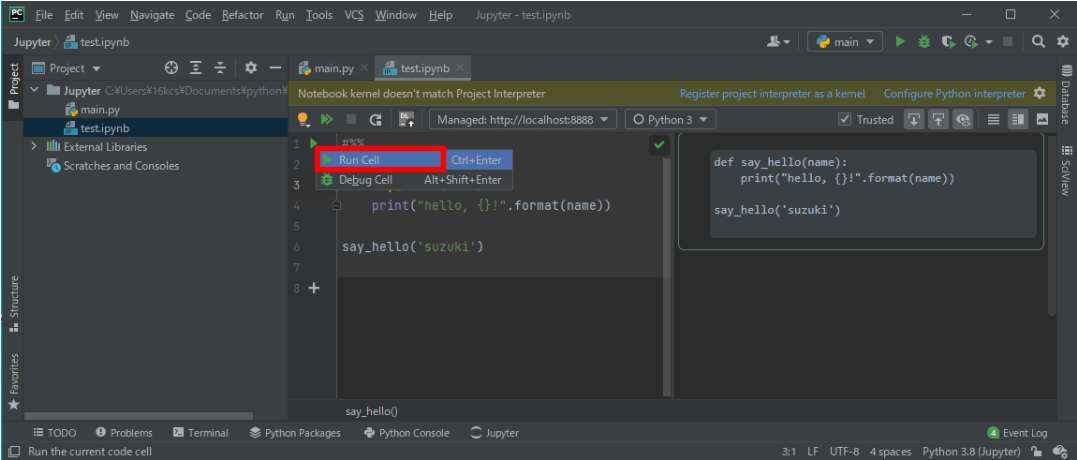 PC File Edit View Navigate Code Refactor Run Tools VCS Window Help Jupyter - test.ipynb
Jupyter test.ipynb main
Project main.py test.ipynb
Project
Jupyter C:¥Users¥16kcs¥Documents¥python¥
main.py
test.ipynb
External Libraries
Scratches and Consoles
Structure
Favorites
Notebook kernel doesn't match Project Interpreter Register project interpreter as a kernel Configure Python interpreter
DL Managed: http://localhost:8888 Python 3 Trusted
1 #%%
2
Run Cell Ctrl+Enter
3
Debug Cell Alt+Shift+Enter
4 print("hello, {}!".format(name))
5
6 say_hello('suzuki')
7
8 +
def say_hello(name):
print("hello, {}!".format(name))
say_hello('suzuki')
Database
SciView
say_hello()
TODO Problems Terminal Python Packages Python Console Jupyter 4 Event Log
Run the current code cell 3:1 LF UTF-8 4 spaces Python 3.8 (Jupyter)